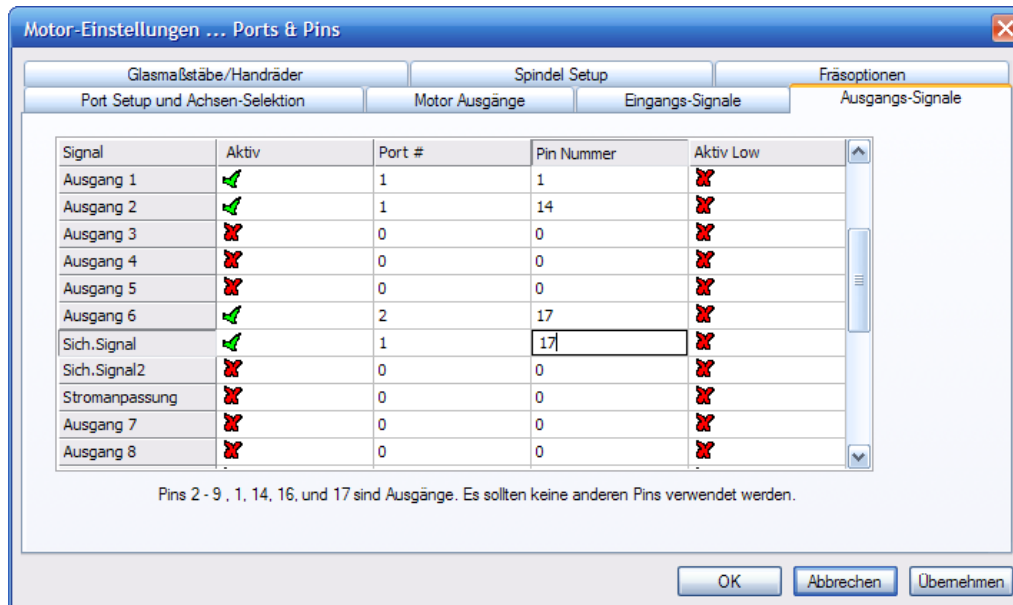 Motor-Einstellungen ... Ports & Pins
Glasmaßstäbe/Handräder Spindel Setup Fräsoptionen
Port Setup und Achsen-Selektion Motor Ausgänge Eingangs-Signale Ausgangs-Signale
Signal Aktiv Port # Pin Nummer Aktiv Low
Ausgang 1 1 1
Ausgang 2 1 14
Ausgang 3 0 0
Ausgang 4 0 0
Ausgang 5 0 0
Ausgang 6 2 17
Sich.Signal 1 17
Sich.Signal2 0 0
Stromanpassung 0 0
Ausgang 7 0 0
Ausgang 8 0 0
Pins 2 - 9 , 1, 14, 16, und 17 sind Ausgänge. Es sollten keine anderen Pins verwendet werden.
OK Abbrechen Übernehmen